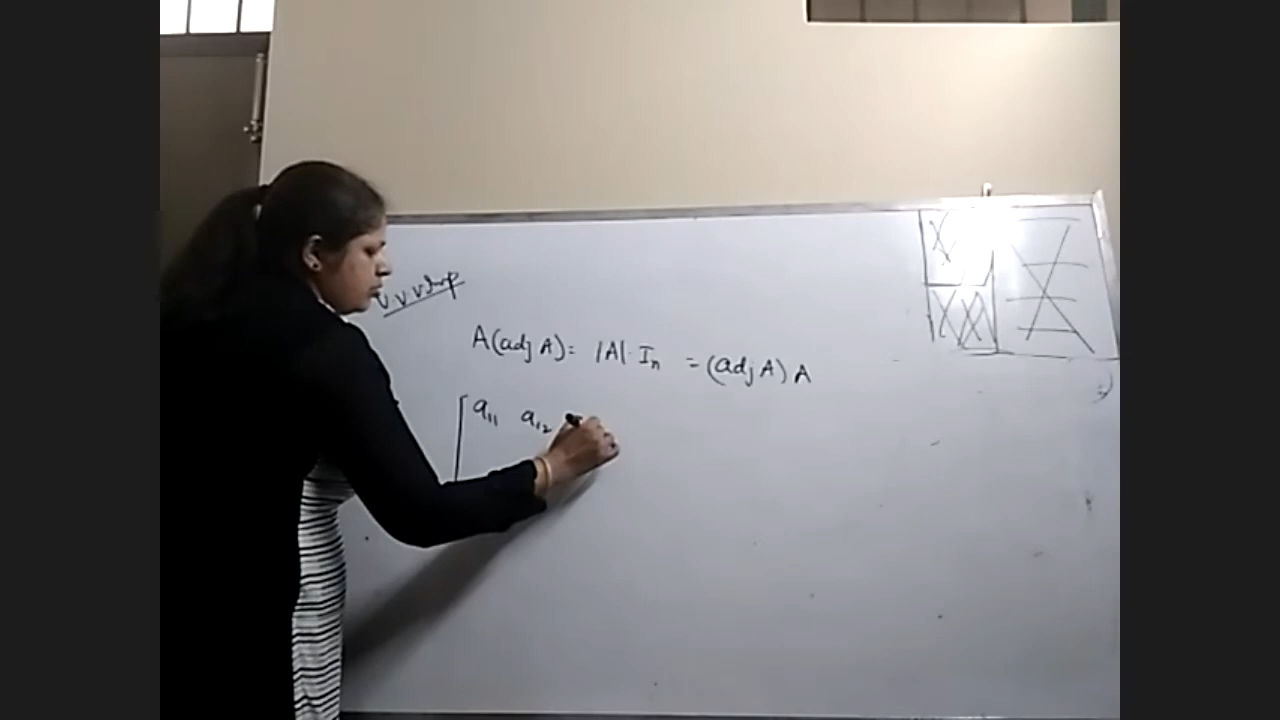 v.v.v.Imp
A(adj A) = |A|. Iₙ = (adj A) A
[ a₁₁ a₁₂